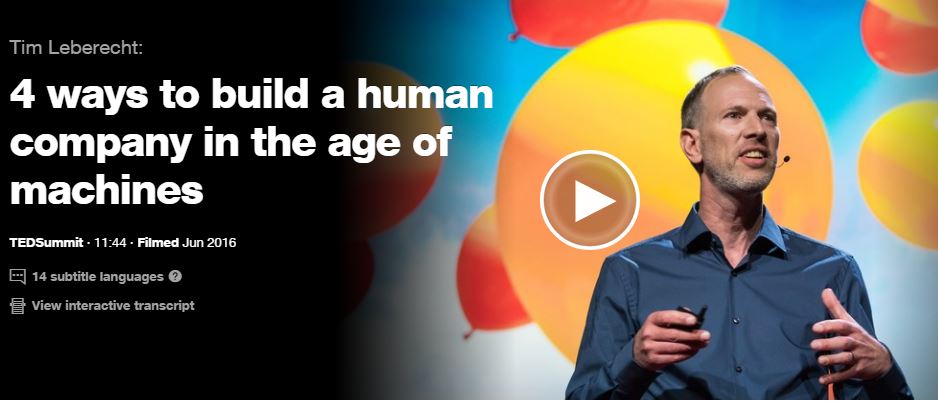 Tim Leberecht:
4 ways to build a human
company in the age of
machines
TEDSummit · 11:44 · Filmed Jun 2016
14 subtitle languages ?
View interactive transcript